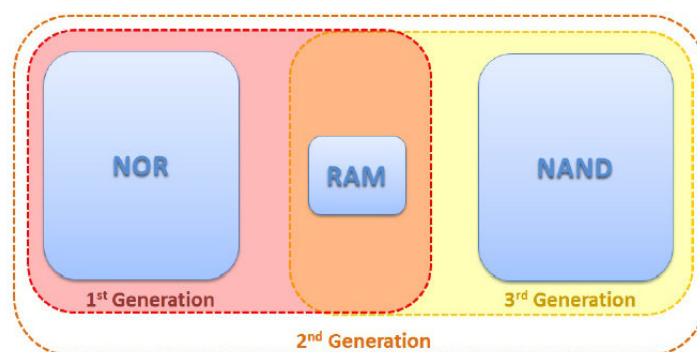 NOR
RAM
NAND
1st Generation
3rd Generation
2nd Generation